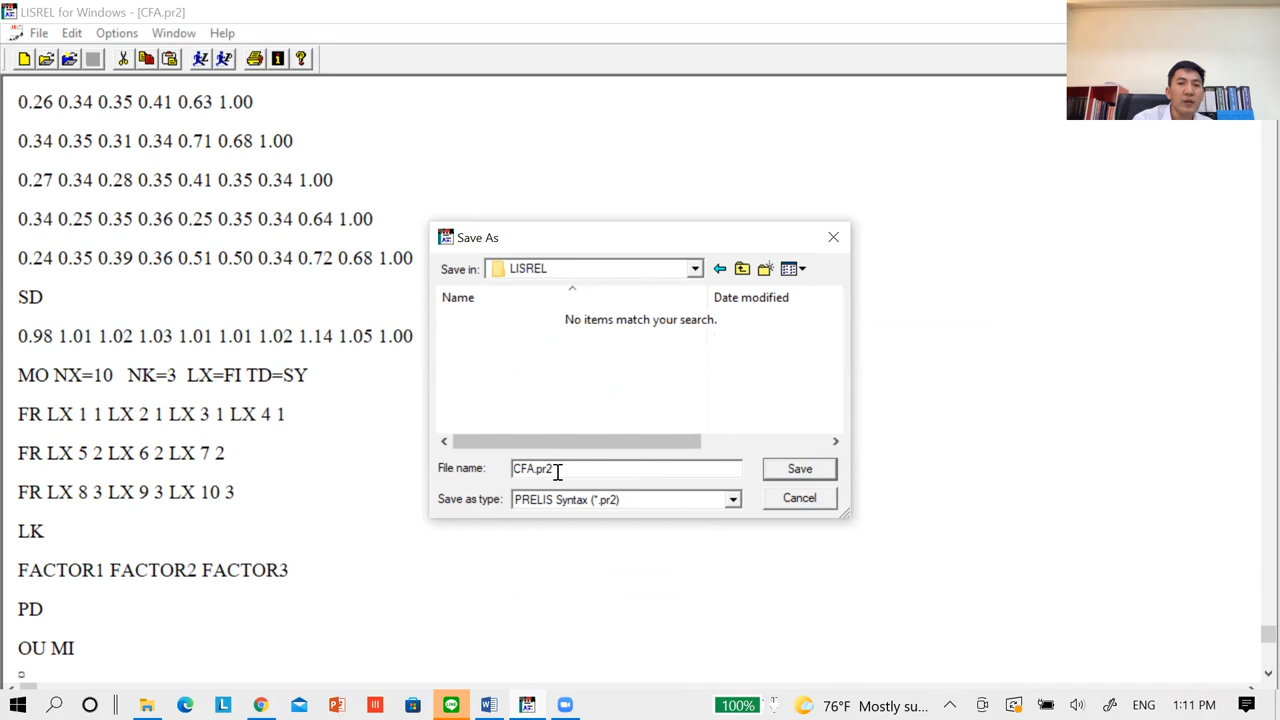 LISREL for Windows - [CFA.pr2]
File Edit Options Window Help
0.26 0.34 0.35 0.41 0.63 1.00
0.34 0.35 0.31 0.34 0.71 0.68 1.00
0.27 0.34 0.28 0.35 0.41 0.35 0.34 1.00
0.34 0.25 0.35 0.36 0.25 0.35 0.34 0.64 1.00
0.24 0.35 0.39 0.36 0.51 0.50 0.34 0.72 0.68 1.00
SD
0.98 1.01 1.02 1.03 1.01 1.01 1.02 1.14 1.05 1.00
MO NX=10 NK=3 LX=FI TD=SY
FR LX 1 1 LX 2 1 LX 3 1 LX 4 1
FR LX 5 2 LX 6 2 LX 7 2
FR LX 8 3 LX 9 3 LX 10 3
LK
FACTOR1 FACTOR2 FACTOR3
PD
OU MI
Save As
Save in: LISREL
Name Date modified
No items match your search.
File name: CFA.pr2 Save
Save as type: PRELIS Syntax (*.pr2) Cancel
100% 76°F Mostly su... ENG 1:11 PM